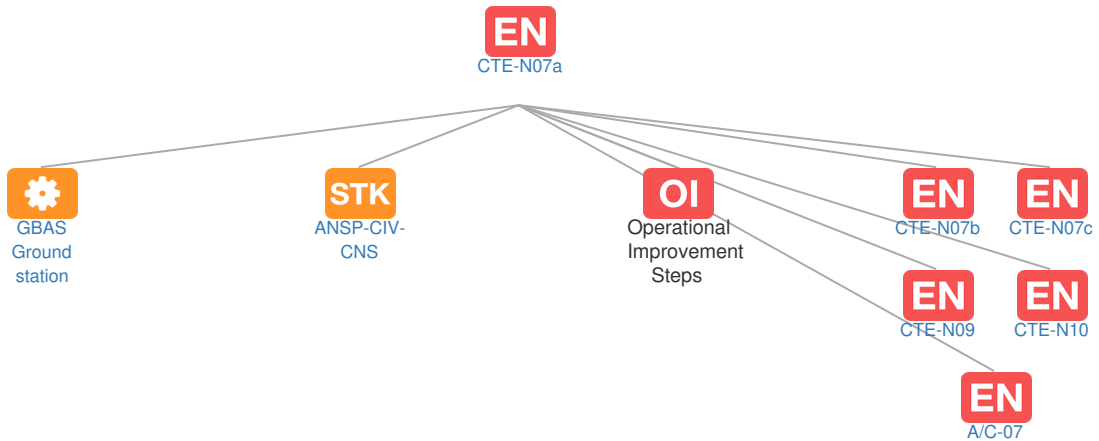 EN
CTE-N07a
STK
OI
EN
EN
GBAS
Ground
station
ANSP-CIV-
CNS
Operational
Improvement
Steps
CTE-N07b
CTE-N07c
EN
EN
CTE-N09
CTE-N10
EN
A/C-07